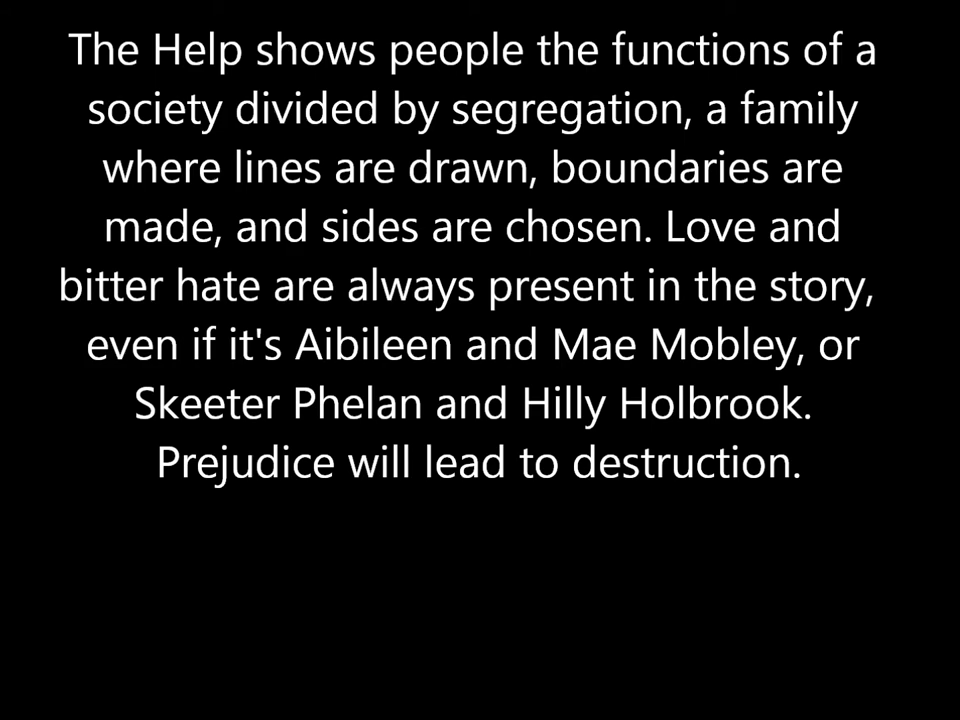 The Help shows people the functions of a
society divided by segregation, a family
where lines are drawn, boundaries are
made, and sides are chosen. Love and
bitter hate are always present in the story,
even if it's Aibileen and Mae Mobley, or
Skeeter Phelan and Hilly Holbrook.
Prejudice will lead to destruction.